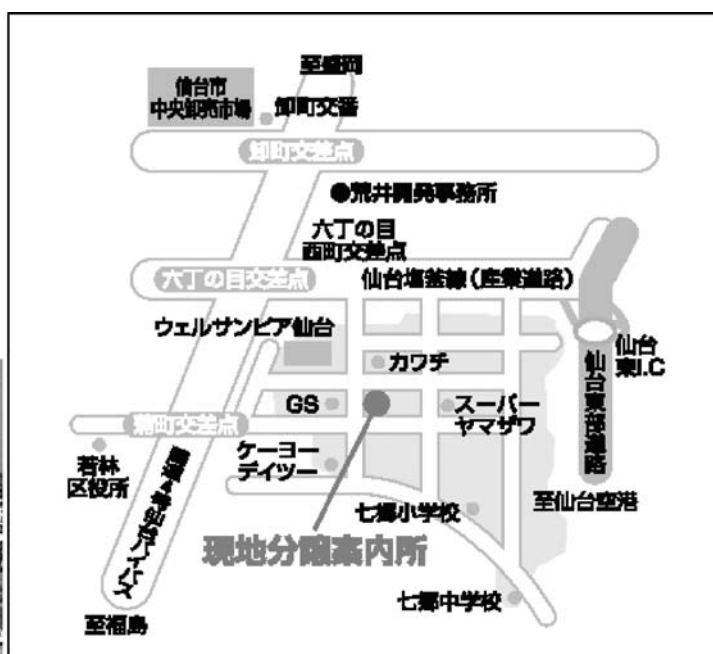 至盛岡
仙台市
中央卸売市場
卸町交番
卸町交差点
荒井開発事務所
六丁の目
西町交差点
六丁の目交差点
仙台塩釜線(産業道路)
ウェルサンピア仙台
カワチ
仙台
東I.C
仙台東部道路
GS
スーパー
ヤマザワ
若林
区役所
ケーヨー
デイツー
至仙台空港
七郷小学校
現地分譲案内所
七郷中学校
至福島